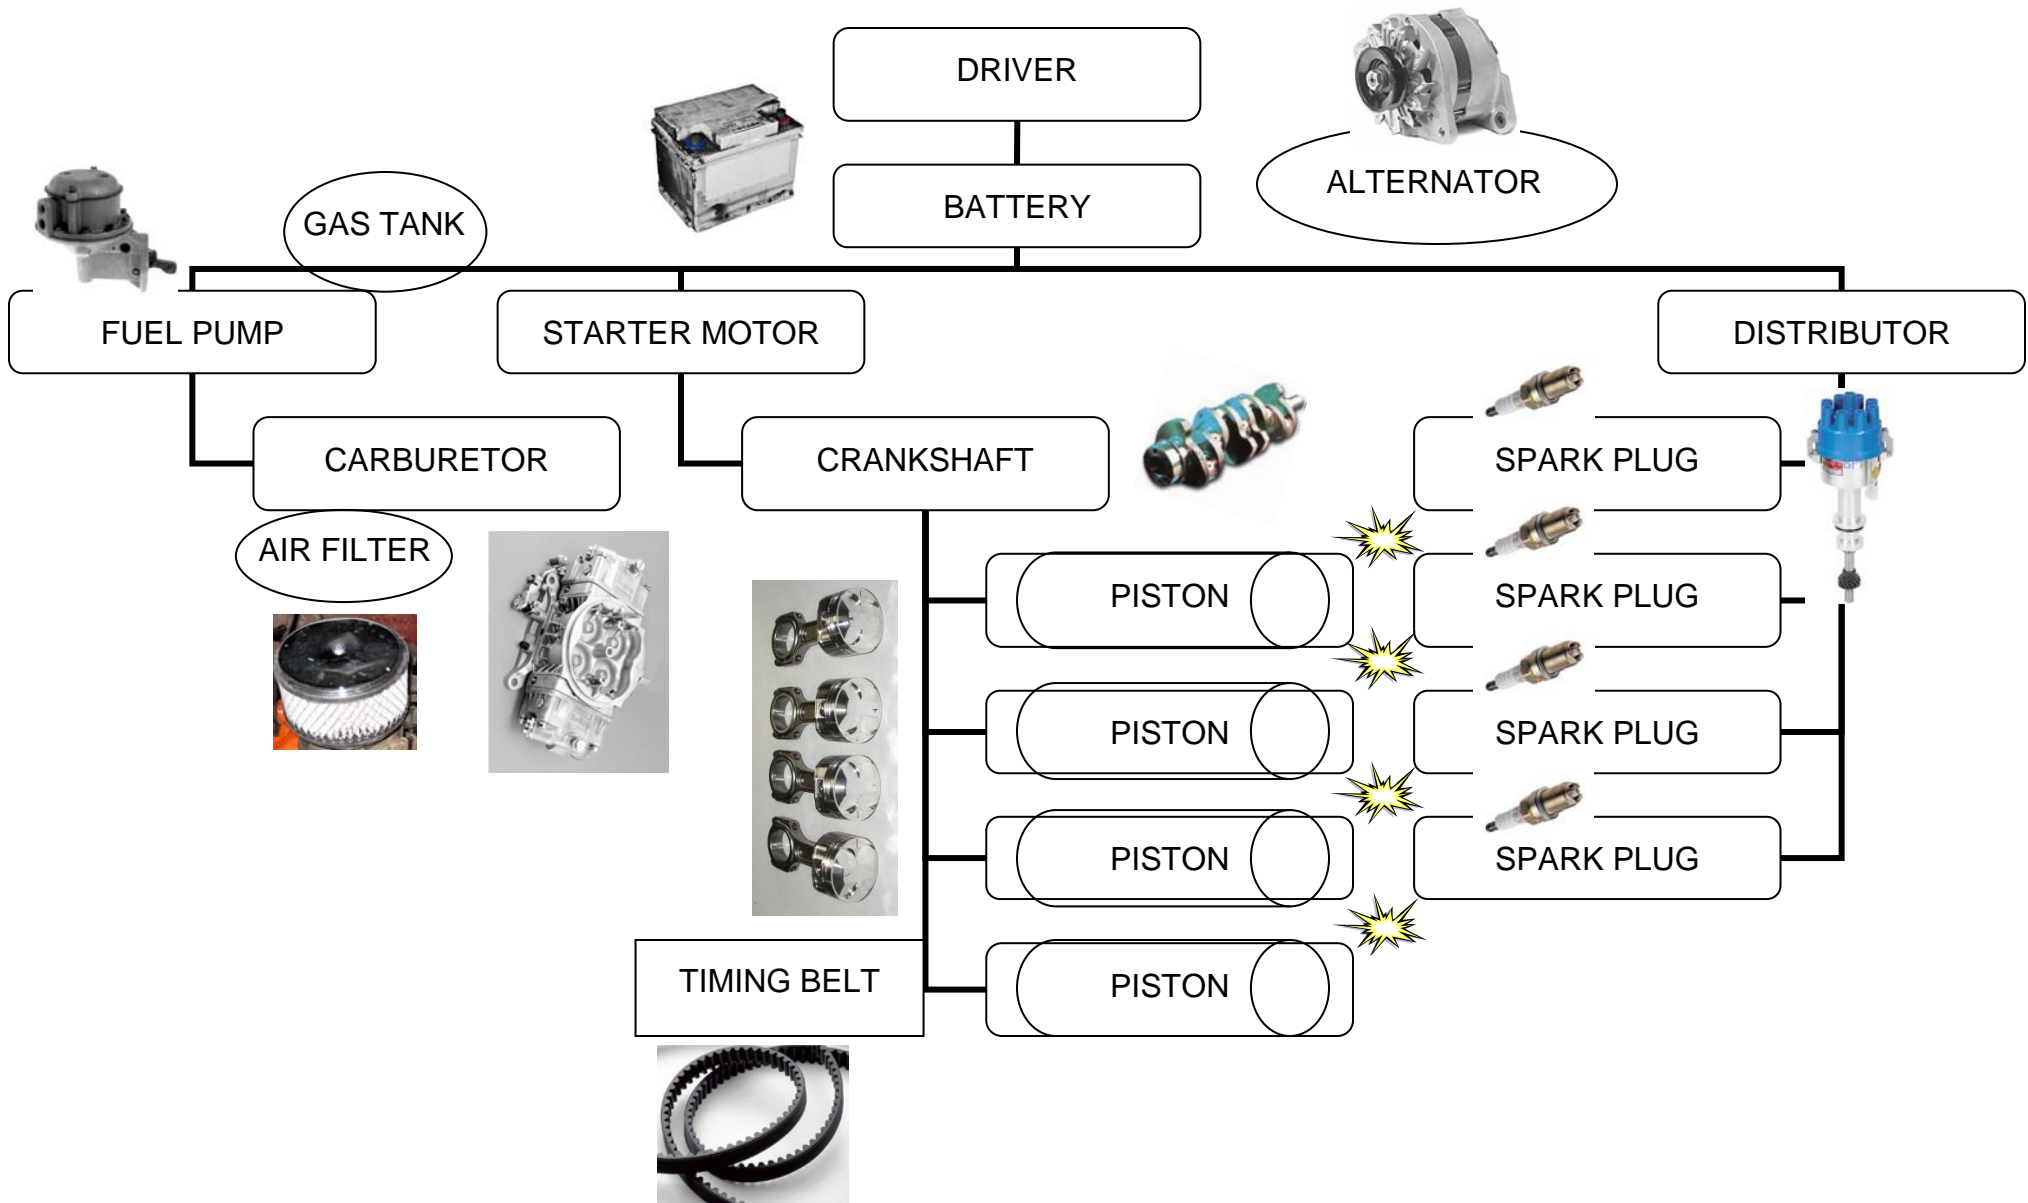 DRIVER
ALTERNATOR
BATTERY
GAS TANK
FUEL PUMP
STARTER MOTOR
DISTRIBUTOR
CARBURETOR
CRANKSHAFT
SPARK PLUG
AIR FILTER
PISTON
SPARK PLUG
PISTON
SPARK PLUG
PISTON
SPARK PLUG
TIMING BELT
PISTON